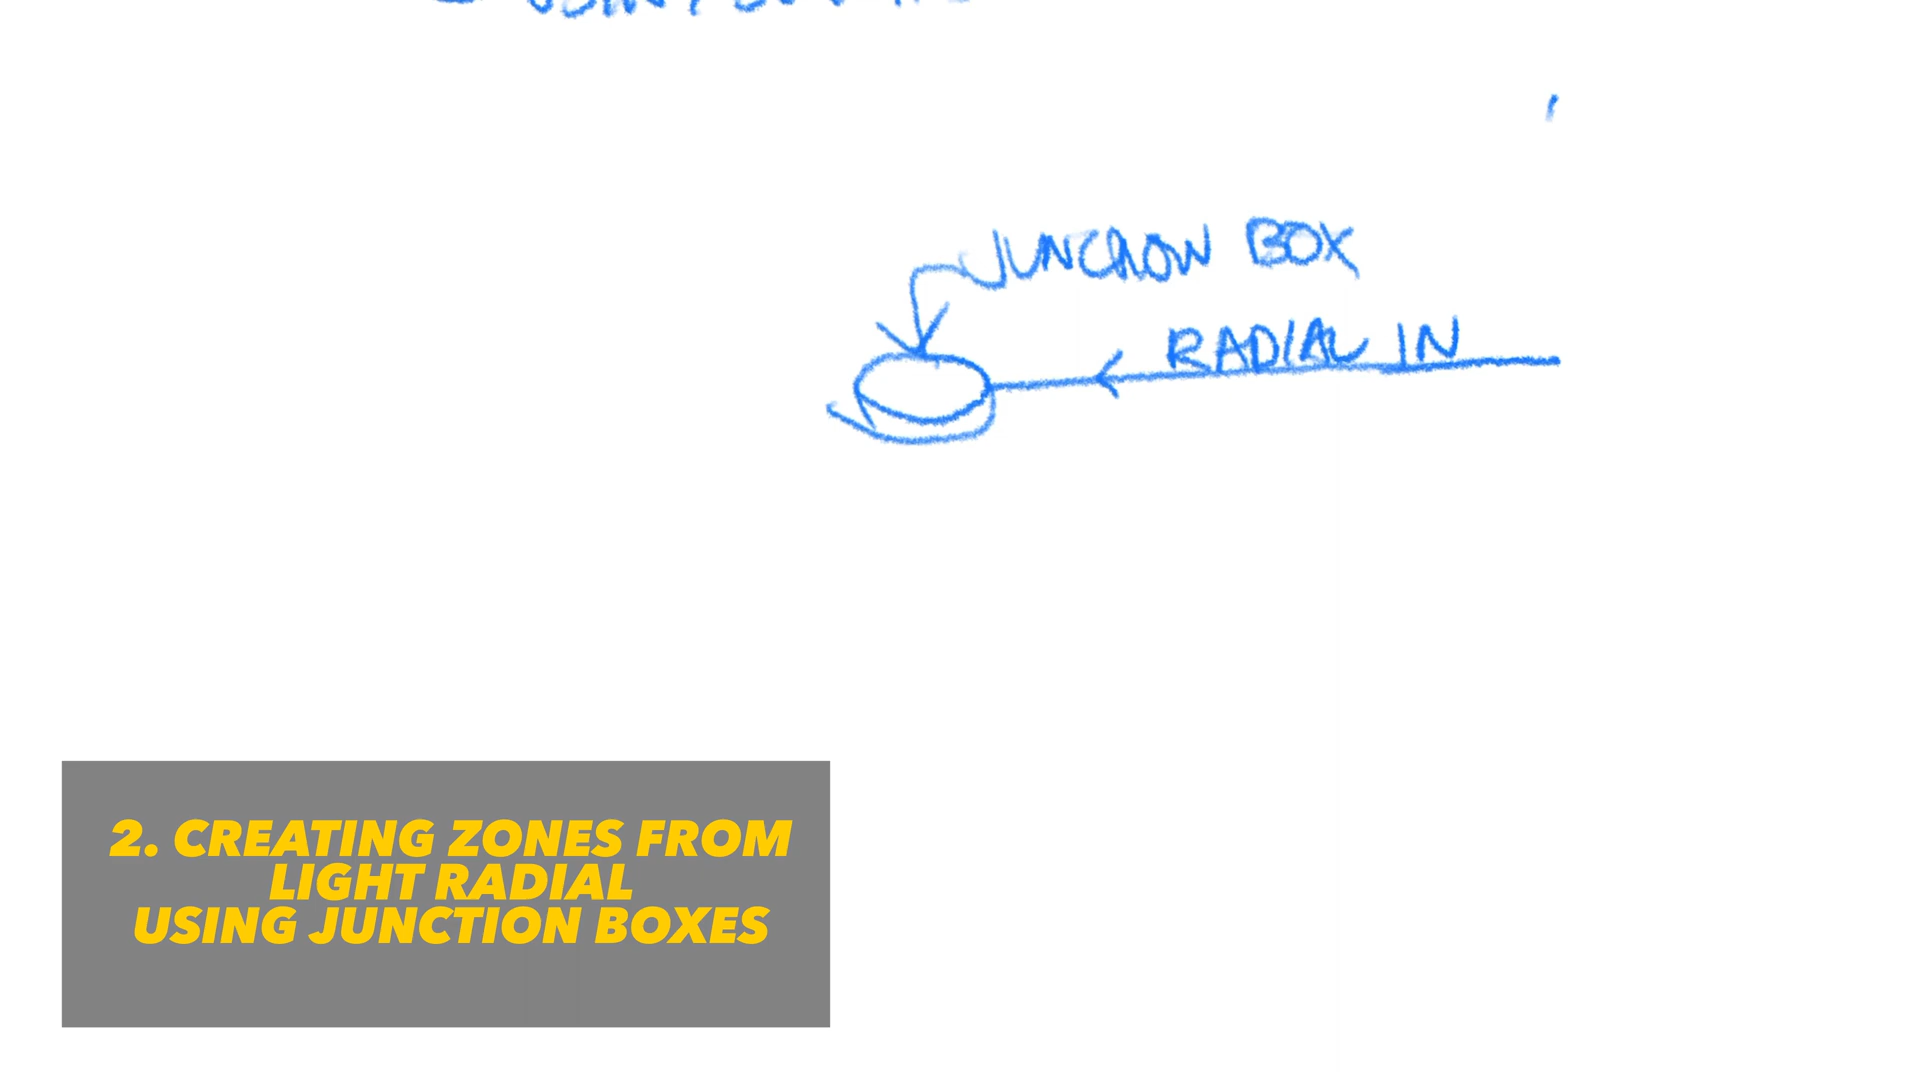 JUNCTION BOX
RADIAL IN
2. CREATING ZONES FROM
LIGHT RADIAL
USING JUNCTION BOXES